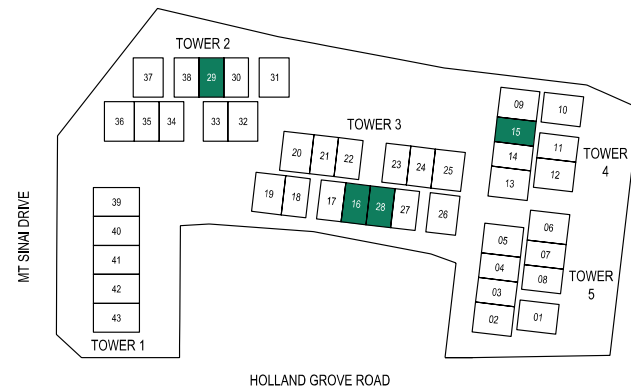 TOWER 2
37 38 29 30 31
36 35 34 33 32
TOWER 3
20 21 22 23 24 25
19 18 17 16 28 27 26
09 10
15
14 11
13 12
TOWER
4
05 06
04 07
03 08
02 01
TOWER
5
39
40
41
42
43
TOWER 1
MT SINAI DRIVE
HOLLAND GROVE ROAD